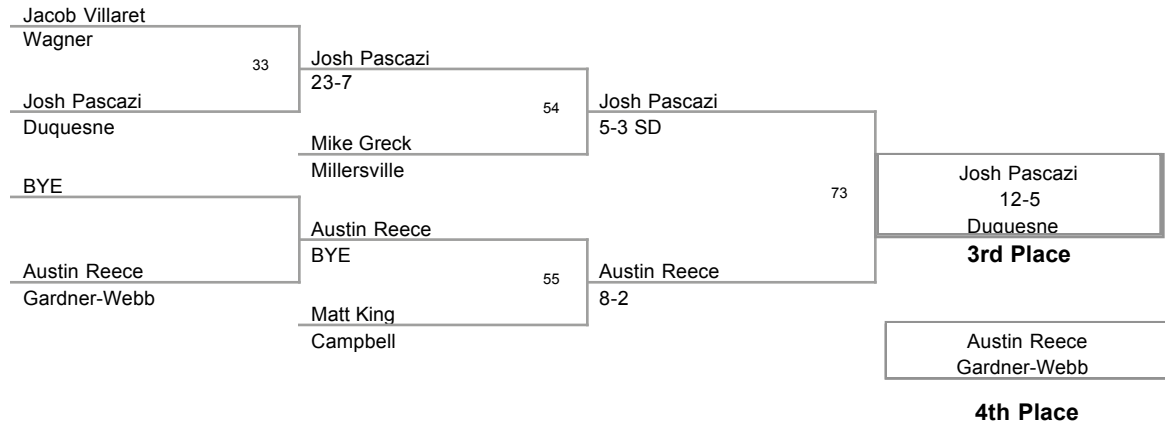 Jacob Villaret
Wagner
33
Josh Pascazi
23-7
Josh Pascazi
Duquesne
54
Josh Pascazi
5-3 SD
Mike Greck
Millersville
BYE
73
Josh Pascazi
12-5
Duquesne
3rd Place
Austin Reece
BYE
Austin Reece
Gardner-Webb
55
Austin Reece
8-2
Matt King
Campbell
Austin Reece
Gardner-Webb
4th Place